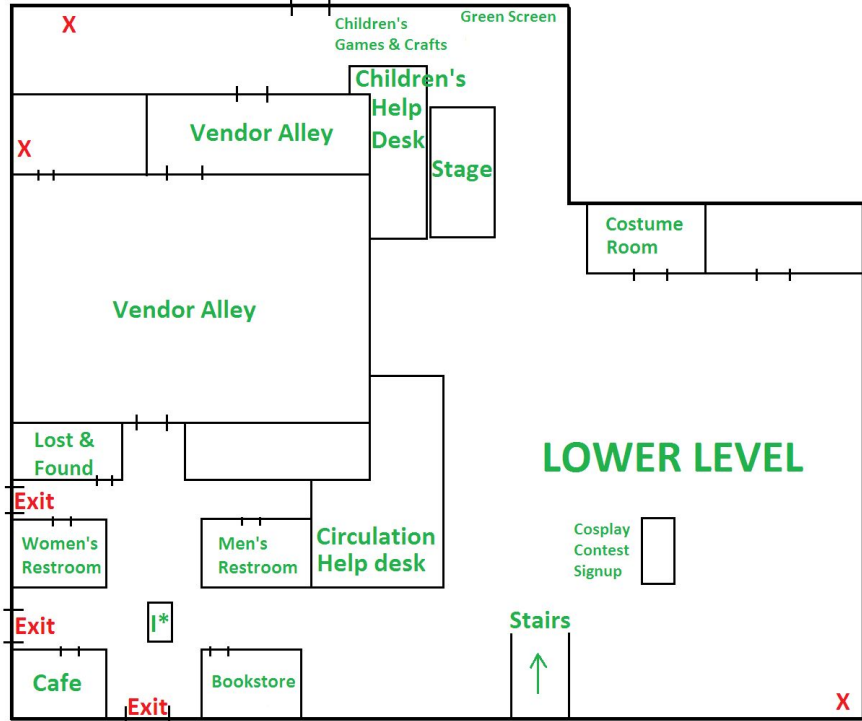 X
Children's
Games & Crafts
Green Screen
Children's
Help
Desk
Vendor Alley
X
Stage
Costume
Room
Vendor Alley
Lost &
Found
LOWER LEVEL
Exit
Women's
Restroom
Men's
Restroom
Circulation
Help desk
Cosplay
Contest
Signup
Exit
I*
Stairs
Cafe
Bookstore
Exit
X